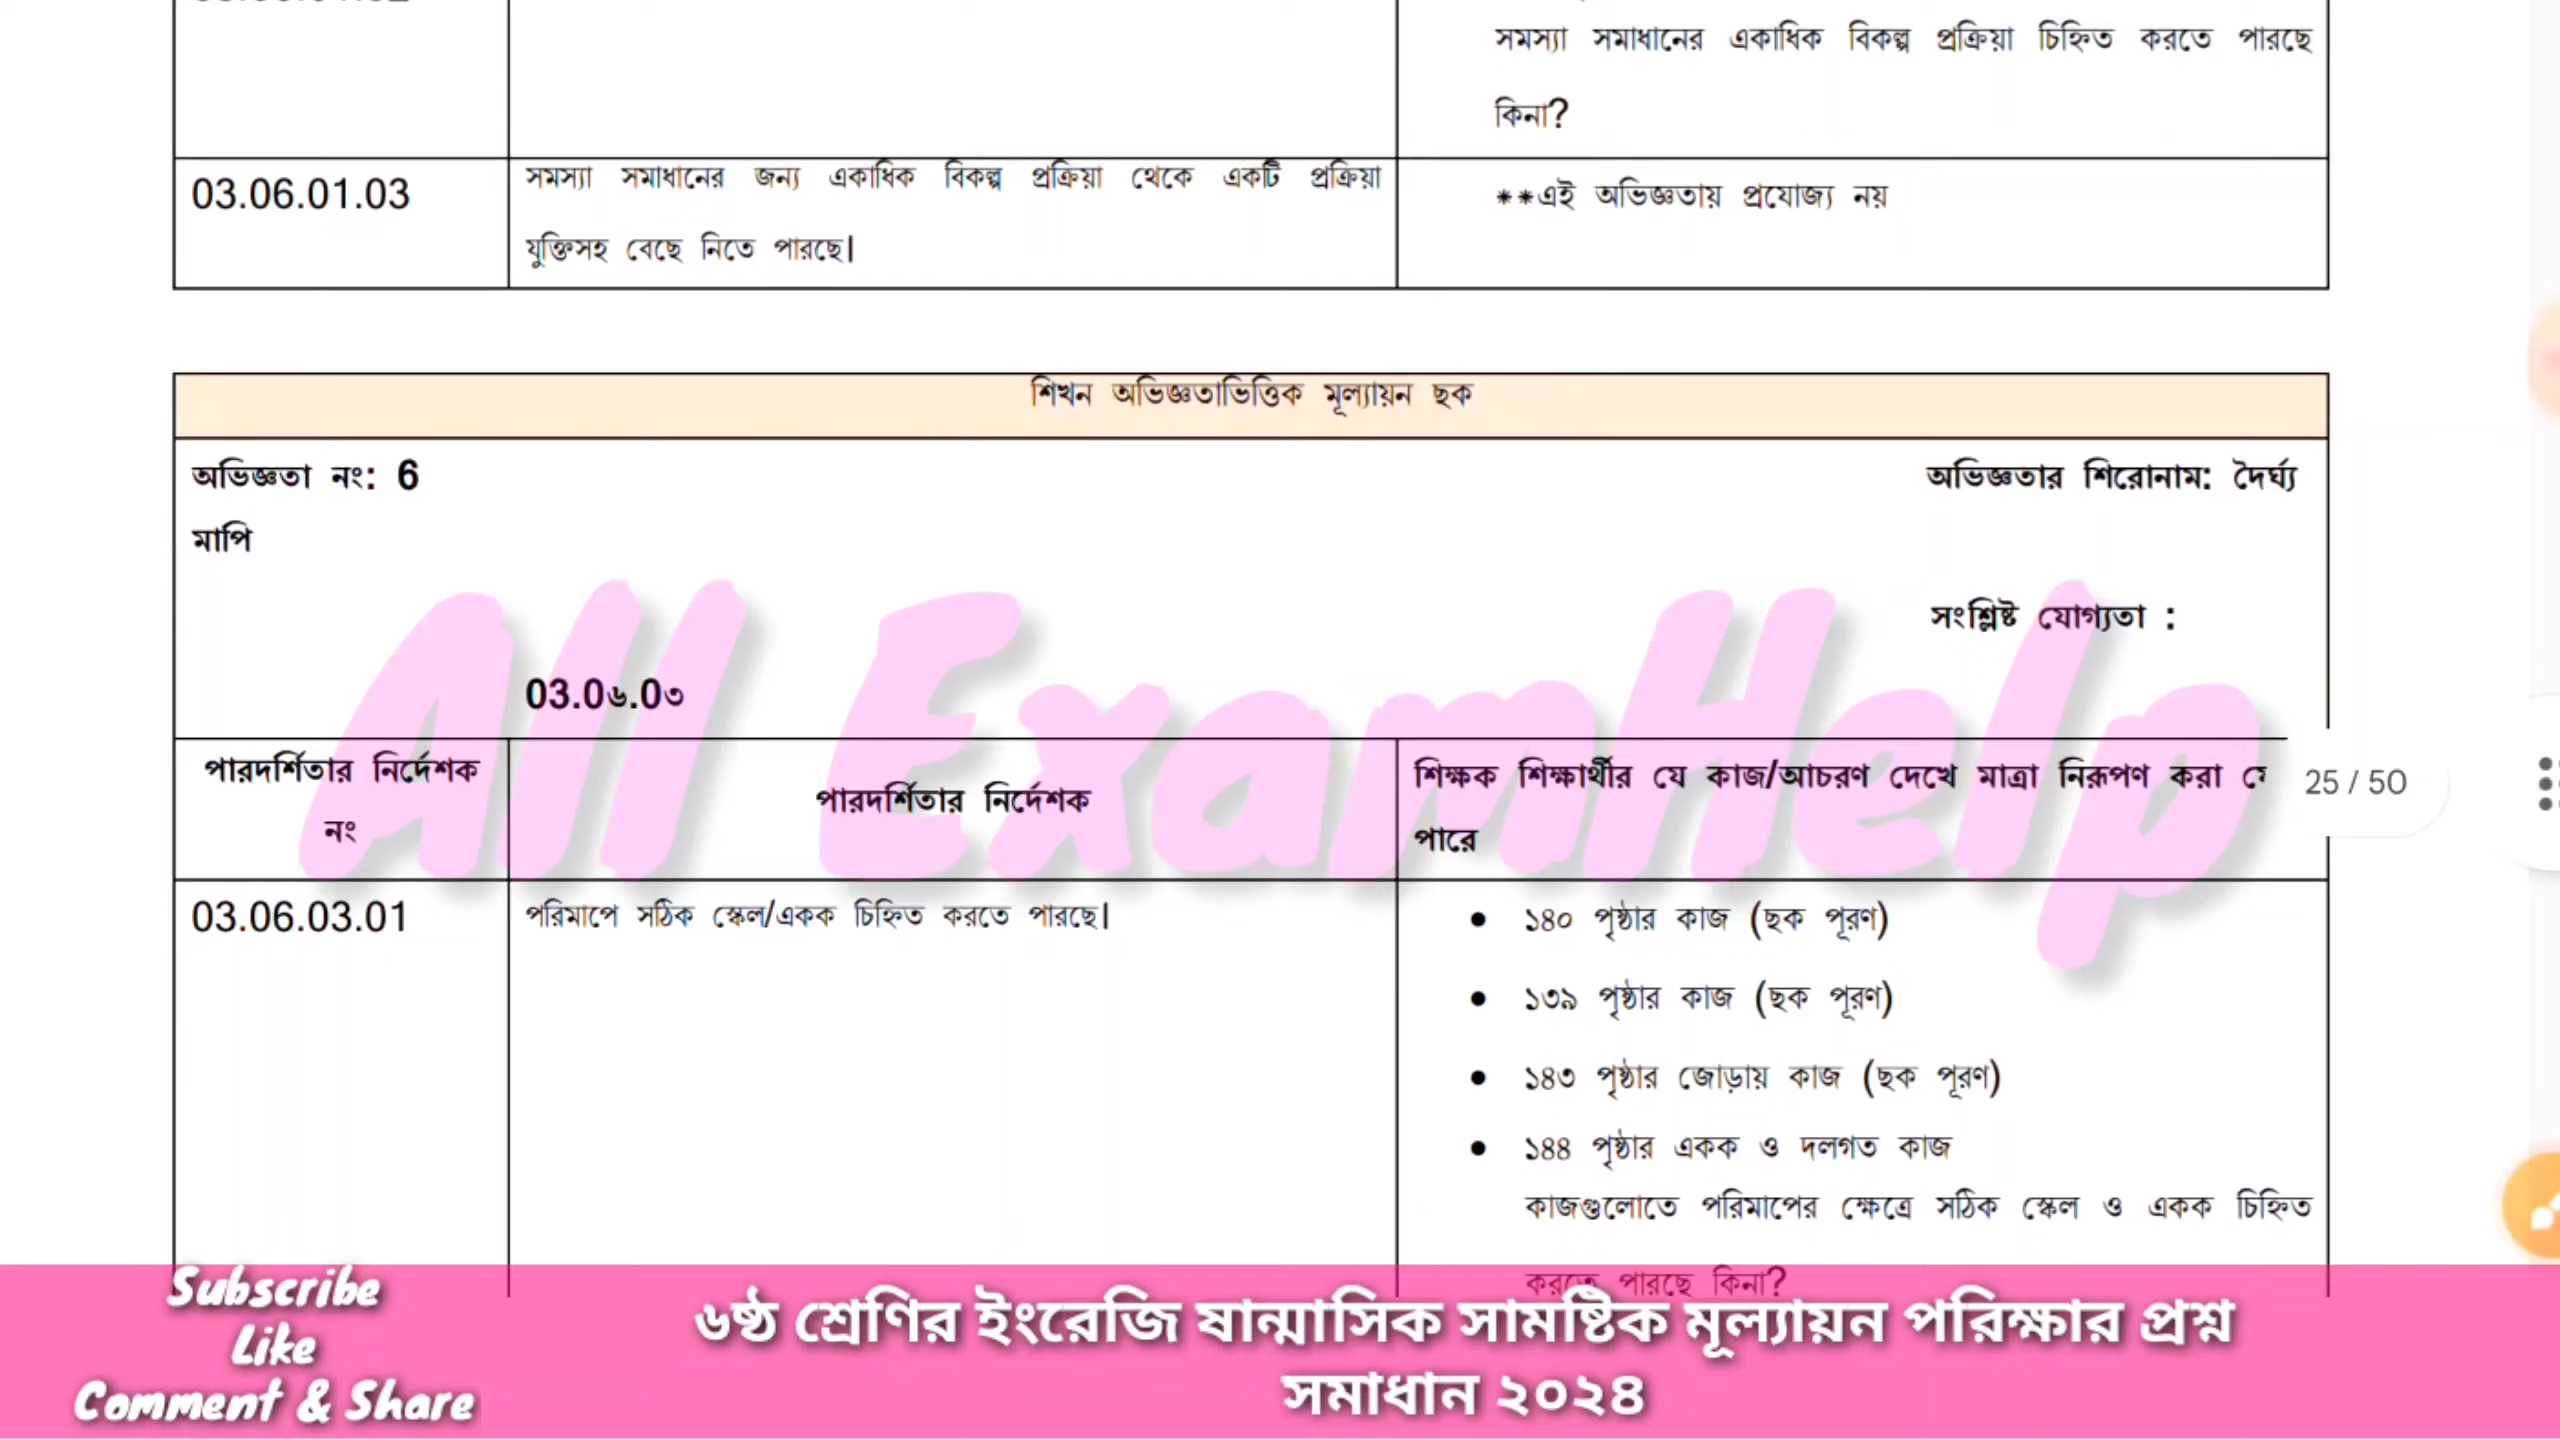 সমস্যা সমাধানের একাধিক বিকল্প প্রক্রিয়া চিহ্নিত করতে পারছে
কিনা?
03.06.01.03
সমস্যা সমাধানের জন্য একাধিক বিকল্প প্রক্রিয়া থেকে একটি প্রক্রিয়া
যুক্তিসহ বেছে নিতে পারছে।
**এই অভিজ্ঞতায় প্রযোজ্য নয়
শিখন অভিজ্ঞতাভিত্তিক মূল্যায়ন ছক
অভিজ্ঞতা নং: 6 অভিজ্ঞতার শিরোনাম: দৈর্ঘ্য
মাপি
সংশ্লিষ্ট যোগ্যতা :
03.0৬.0৩
All ExamHelp
পারদর্শিতার নির্দেশক
নং
পারদর্শিতার নির্দেশক
শিক্ষক শিক্ষার্থীর যে কাজ/আচরণ দেখে মাত্রা নিরূপণ করা
পারে
25 / 50
03.06.03.01
পরিমাপে সঠিক স্কেল/একক চিহ্নিত করতে পারছে।
● ১৪০ পৃষ্ঠার কাজ (ছক পূরণ)
● ১৩৯ পৃষ্ঠার কাজ (ছক পূরণ)
● ১৪৩ পৃষ্ঠার জোড়ায় কাজ (ছক পূরণ)
● ১৪৪ পৃষ্ঠার একক ও দলগত কাজ
কাজগুলোতে পরিমাপের ক্ষেত্রে সঠিক স্কেল ও একক চিহ্নিত
করতে পারছে কিনা?
Subscribe
Like
Comment & Share
৬ষ্ঠ শ্রেণির ইংরেজি ষান্মাসিক সামষ্টিক মূল্যায়ন পরিক্ষার প্রশ্ন
সমাধান ২০২৪